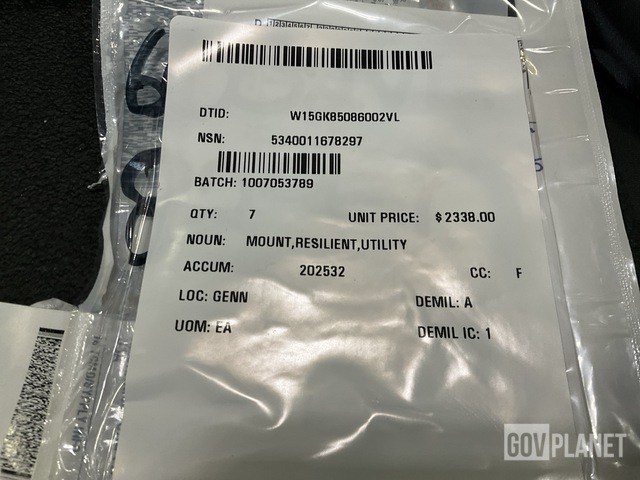 DTID: W15GK85086002VL
NSN: 5340011678297
BATCH: 1007053789
QTY: 7 UNIT PRICE: $ 2338.00
NOUN: MOUNT,RESILIENT,UTILITY
ACCUM: 202532 CC: F
LOC: GENN DEMIL: A
UOM: EA DEMIL IC: 1
GOVPLANET